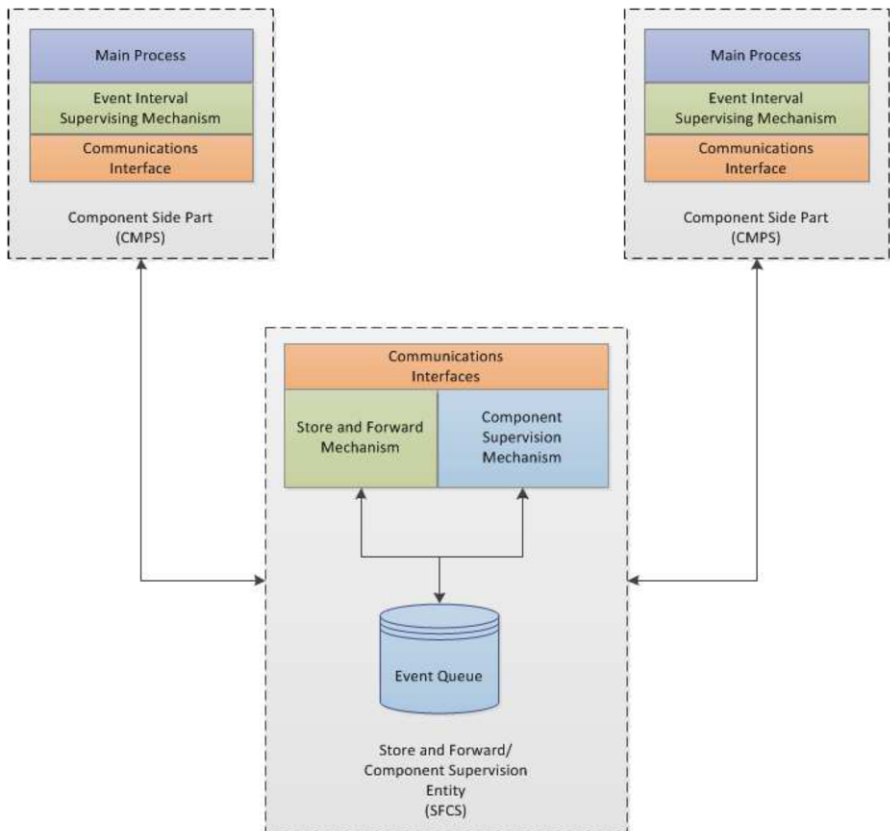 Main Process
Event Interval
Supervising Mechanism
Communications
Interface
Component Side Part
(CMPS)
Main Process
Event Interval
Supervising Mechanism
Communications
Interface
Component Side Part
(CMPS)
Communications
Interfaces
Store and Forward
Mechanism
Component
Supervision
Mechanism
Event Queue
Store and Forward/
Component Supervision
Entity
(SFCS)